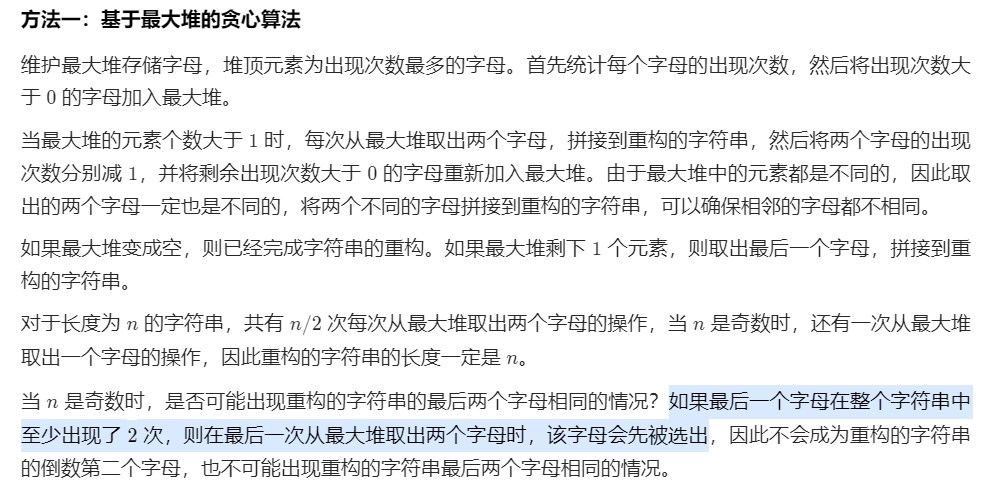 方法一：基于最大堆的贪心算法
维护最大堆存储字母，堆顶元素为出现次数最多的字母。首先统计每个字母的出现次数，然后将出现次数大
于 0 的字母加入最大堆。
当最大堆的元素个数大于 1 时，每次从最大堆取出两个字母，拼接到重构的字符串，然后将两个字母的出现
次数分别减 1，并将剩余出现次数大于 0 的字母重新加入最大堆。由于最大堆中的元素都是不同的，因此取
出的两个字母一定也是不同的，将两个不同的字母拼接到重构的字符串，可以确保相邻的字母都不相同。
如果最大堆变成空，则已经完成字符串的重构。如果最大堆剩下 1 个元素，则取出最后一个字母，拼接到重
构的字符串。
对于长度为 n 的字符串，共有 n/2 次每次从最大堆取出两个字母的操作，当 n 是奇数时，还有一次从最大堆
取出一个字母的操作，因此重构的字符串的长度一定是 n。
当 n 是奇数时，是否可能出现重构的字符串的最后两个字母相同的情况？如果最后一个字母在整个字符串中
至少出现了 2 次，则在最后一次从最大堆取出两个字母时，该字母会先被选出，因此不会成为重构的字符串
的倒数第二个字母，也不可能出现重构的字符串最后两个字母相同的情况。